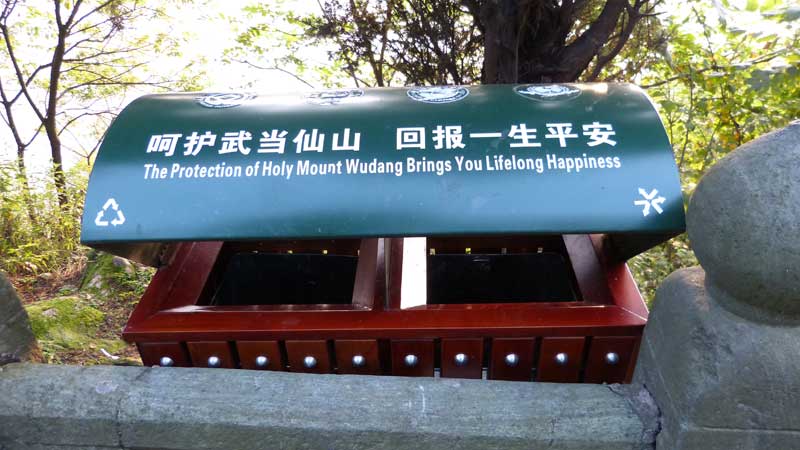 呵护武当仙山 回报一生平安
The Protection of Holy Mount Wudang Brings You Lifelong Happiness